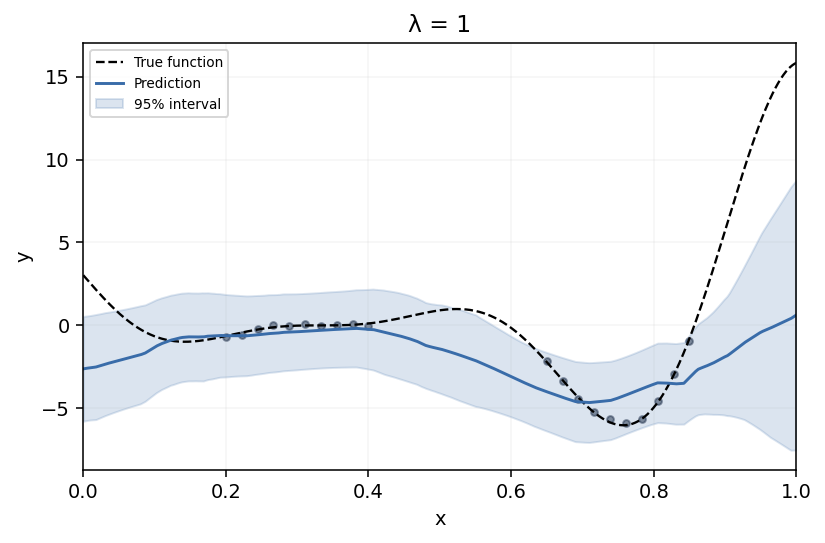 λ = 1
True function
Prediction
95% interval
15
10
5
0
−5
y
0.0 0.2 0.4 0.6 0.8 1.0
x